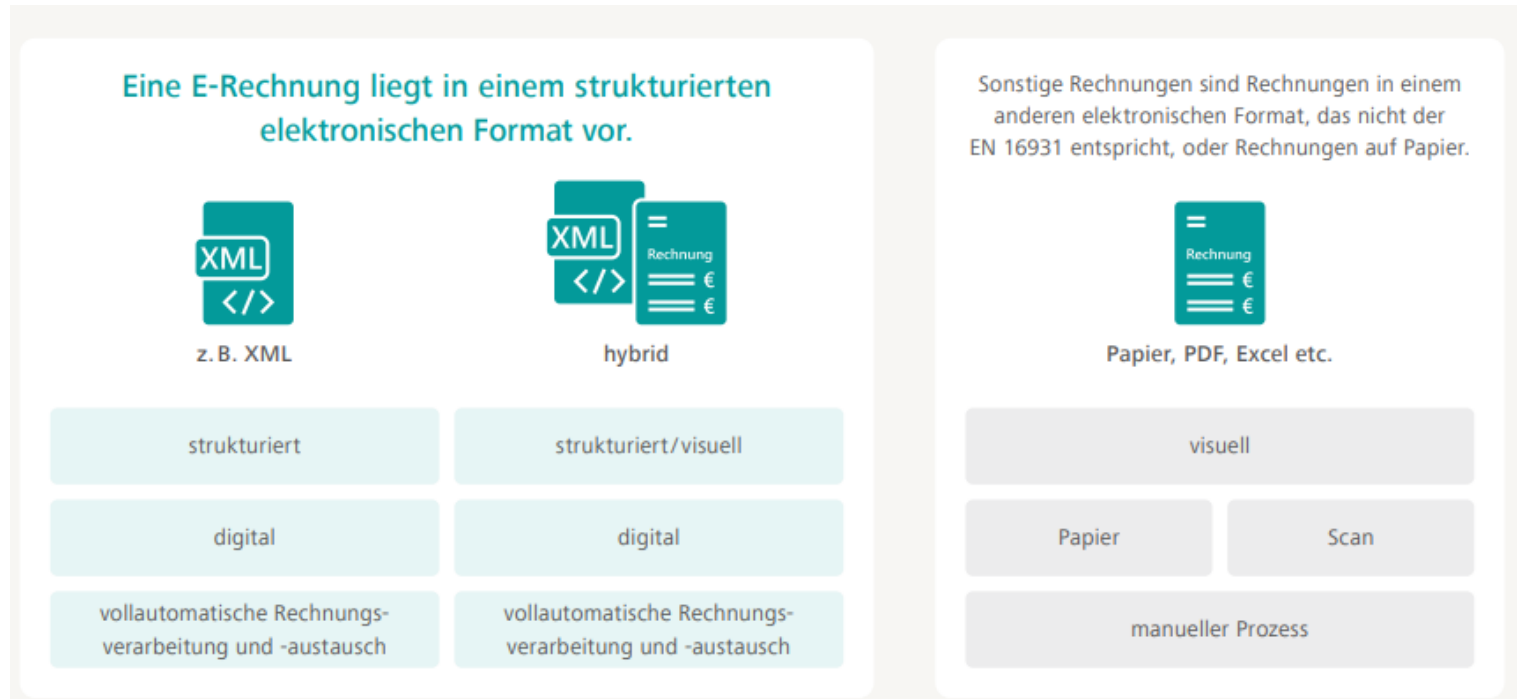 Eine E-Rechnung liegt in einem strukturierten
elektronischen Format vor.
XML
</>
z. B. XML
XML
</>
=
Rechnung
€
€
hybrid
strukturiert
strukturiert/visuell
digital
digital
vollautomatische Rechnungs-
verarbeitung und -austausch
vollautomatische Rechnungs-
verarbeitung und -austausch
Sonstige Rechnungen sind Rechnungen in einem
anderen elektronischen Format, das nicht der
EN 16931 entspricht, oder Rechnungen auf Papier.
=
Rechnung
€
€
Papier, PDF, Excel etc.
visuell
Papier
Scan
manueller Prozess